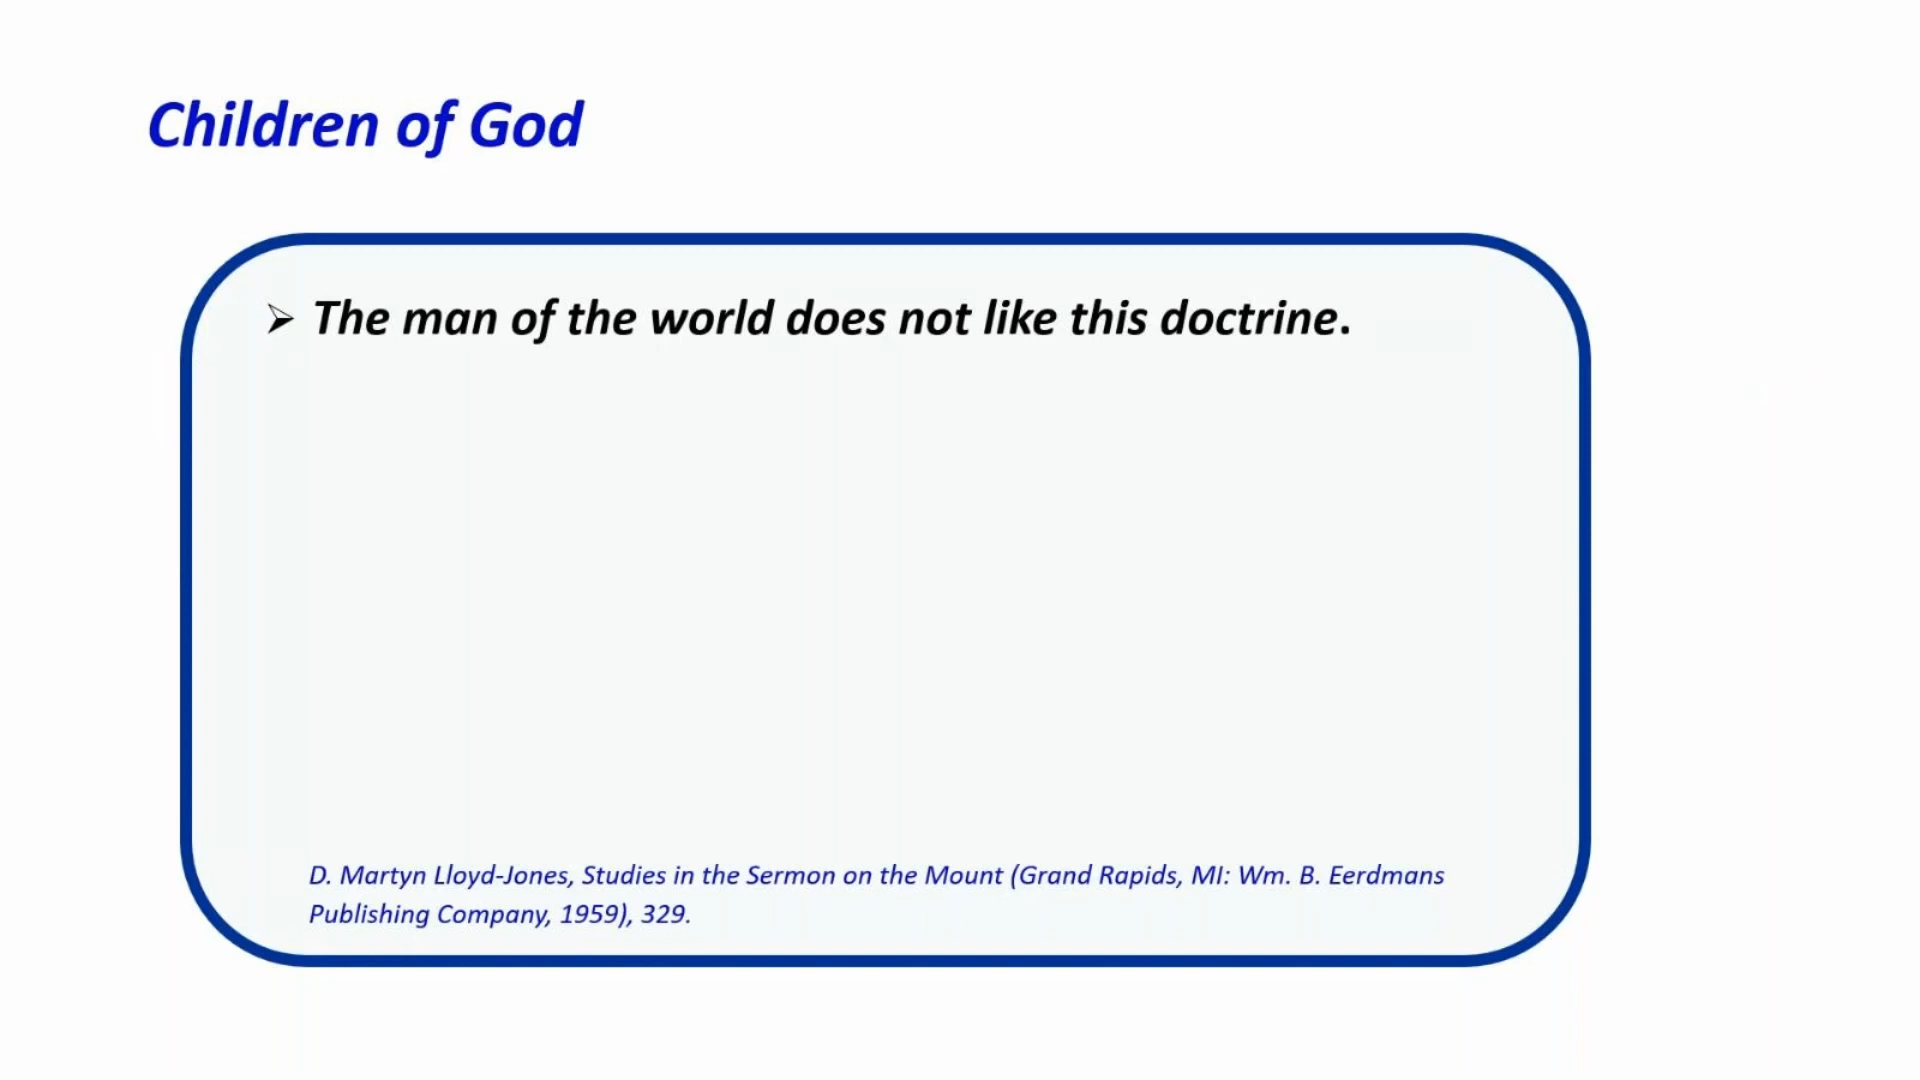 Children of God
➢ The man of the world does not like this doctrine.
D. Martyn Lloyd-Jones, Studies in the Sermon on the Mount (Grand Rapids, MI: Wm. B. Eerdmans
Publishing Company, 1959), 329.